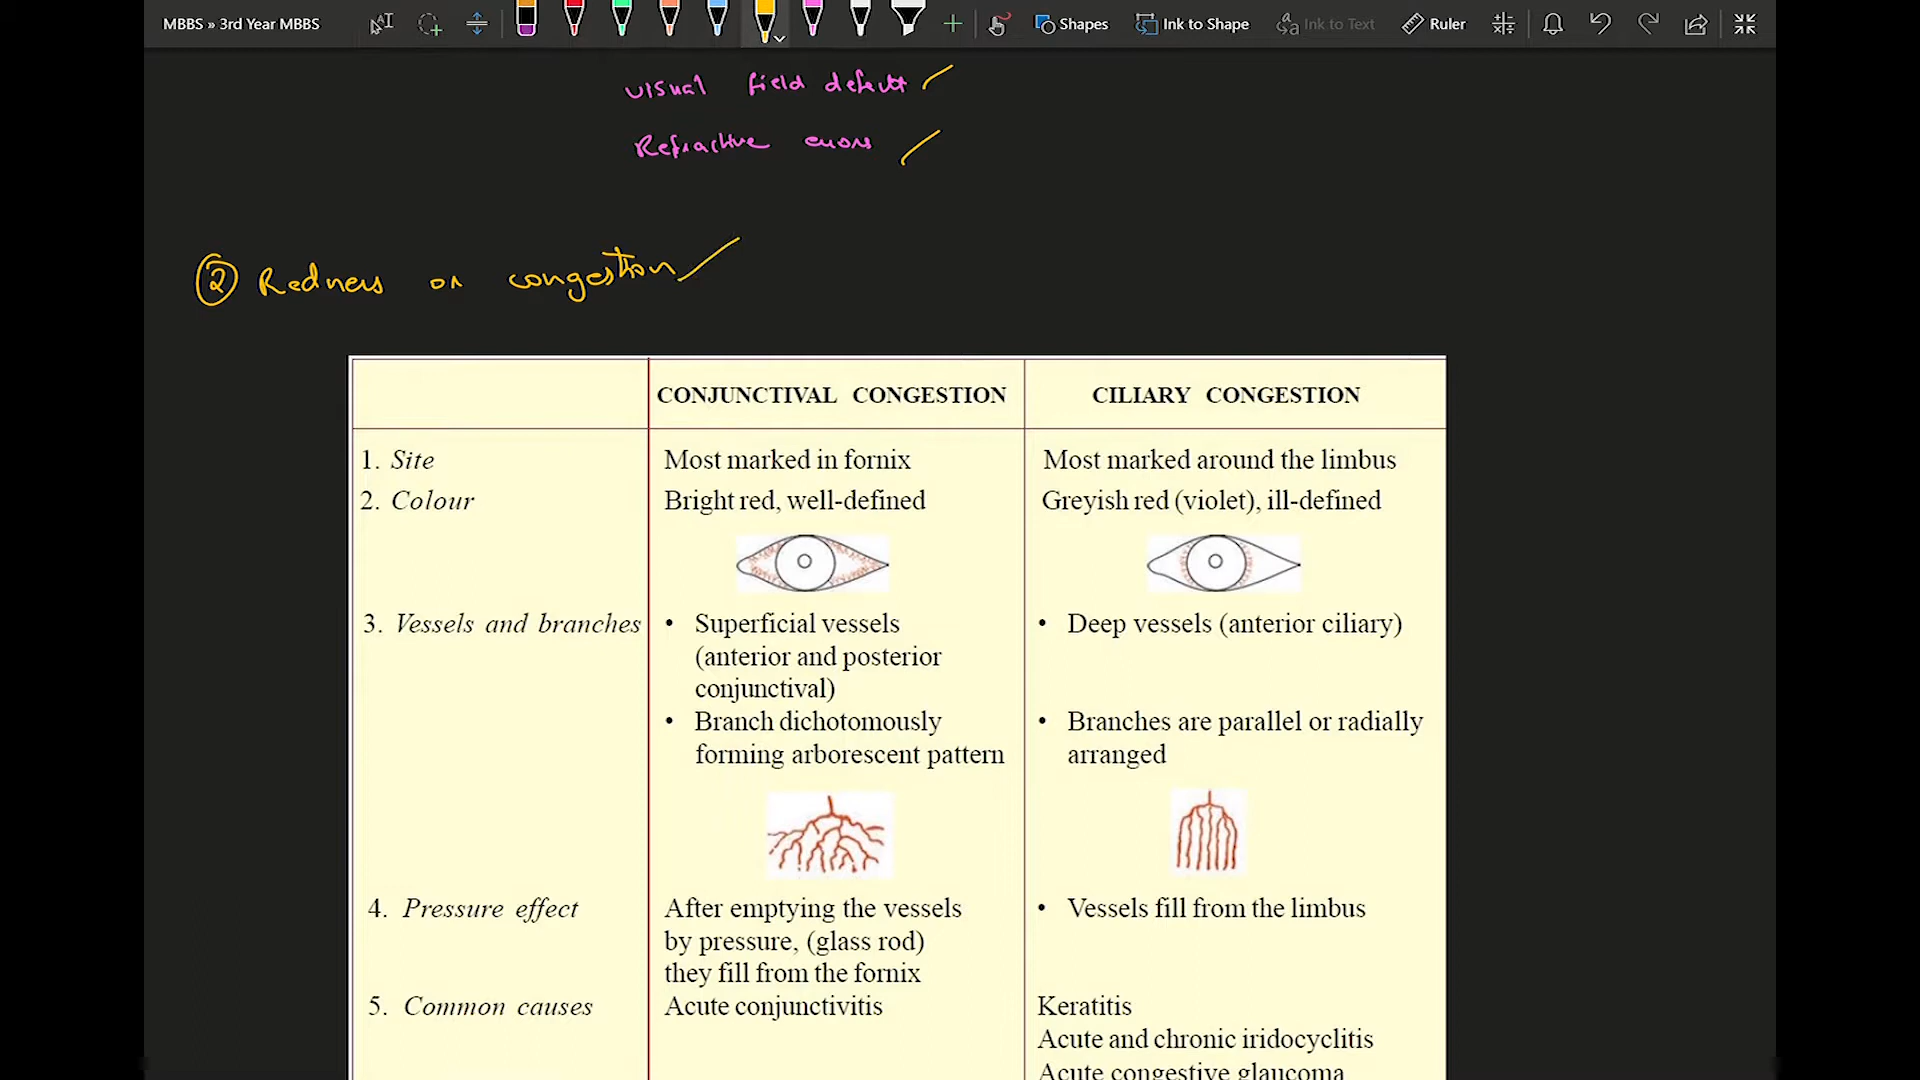 MBBS » 3rd Year MBBS
Shapes
Ink to Shape
Ink to Text
Ruler
visual field defect
Refractive errors
② Redness or congestion
CONJUNCTIVAL CONGESTION
CILIARY CONGESTION
1. Site
Most marked in fornix
Most marked around the limbus
2. Colour
Bright red, well-defined
Greyish red (violet), ill-defined
3. Vessels and branches
• Superficial vessels
(anterior and posterior
conjunctival)
• Branch dichotomously
forming arborescent pattern
• Deep vessels (anterior ciliary)
• Branches are parallel or radially
arranged
4. Pressure effect
After emptying the vessels
by pressure, (glass rod)
they fill from the fornix
• Vessels fill from the limbus
5. Common causes
Acute conjunctivitis
Keratitis
Acute and chronic iridocyclitis
Acute congestive glaucoma